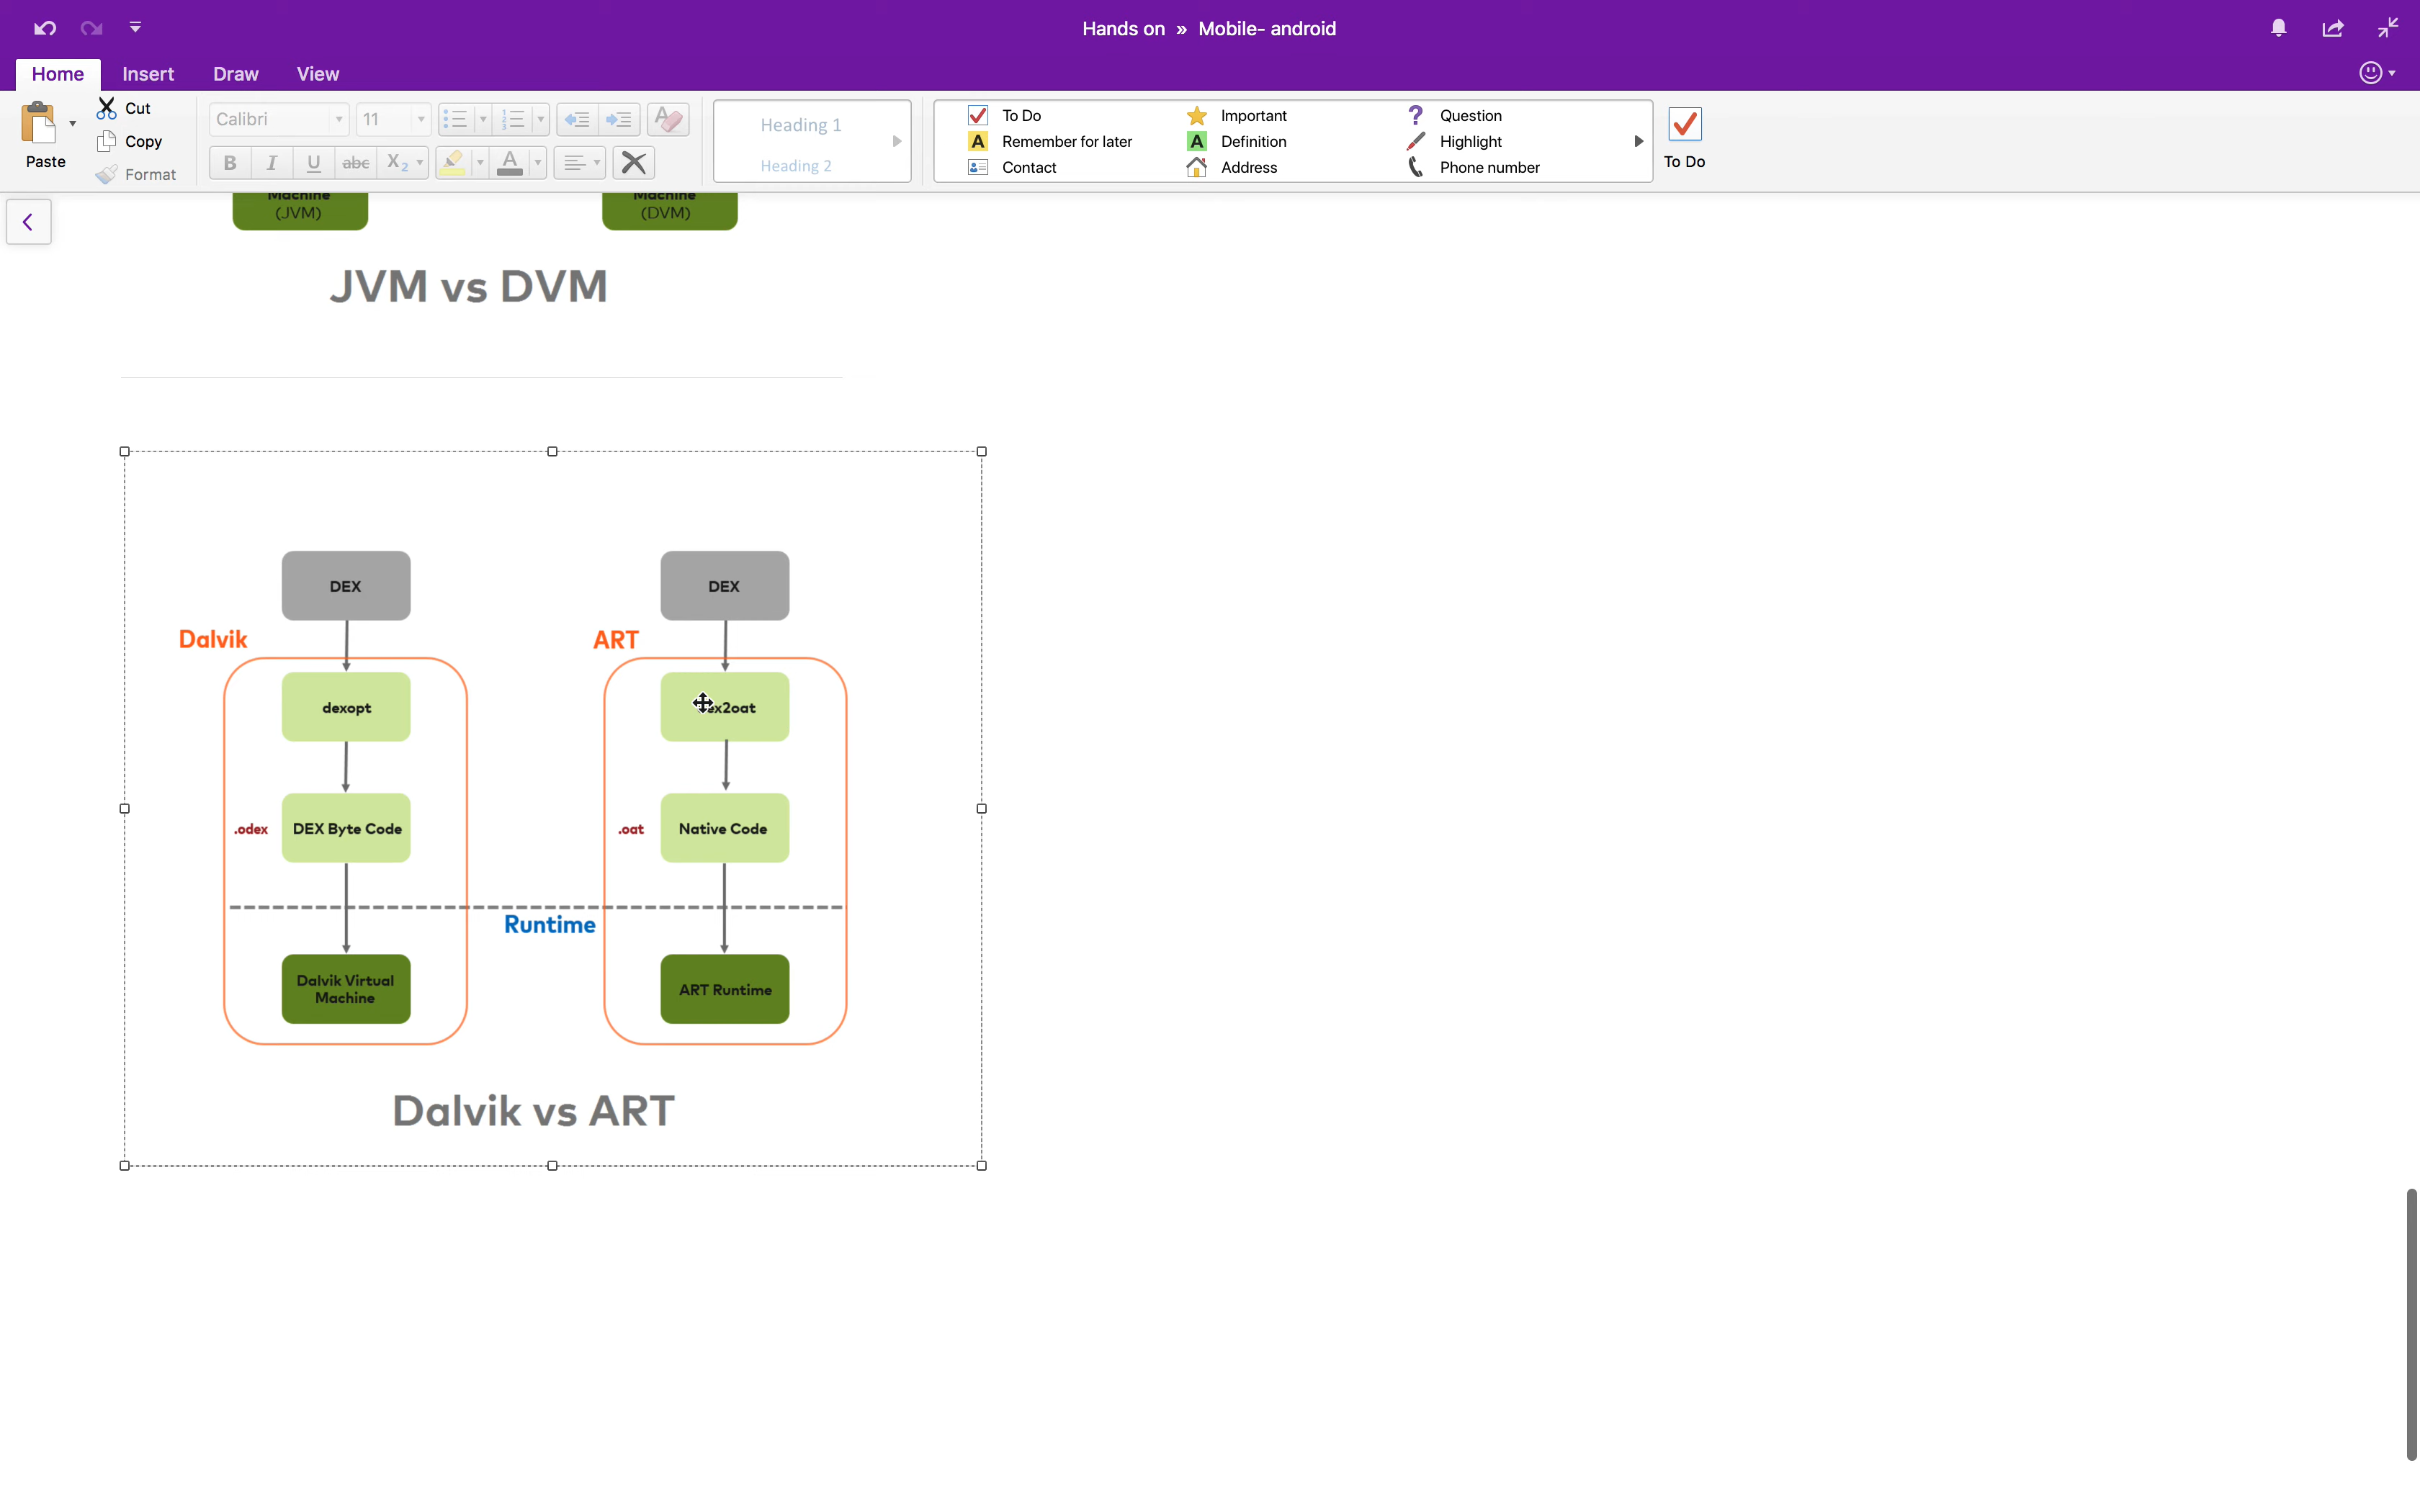 Hands on » Mobile- android
Home Insert Draw View
Paste
Cut
Copy
Format
Calibri 11
B I U abc X2 A
Heading 1
Heading 2
To Do
Remember for later
Contact
Important
Definition
Address
Question
Highlight
Phone number
To Do
Machine
(JVM)
Machine
(DVM)
JVM vs DVM
DEX DEX
Dalvik ART
dexopt ex2oat
.odex DEX Byte Code .oat Native Code
Runtime
Dalvik Virtual
Machine
ART Runtime
Dalvik vs ART